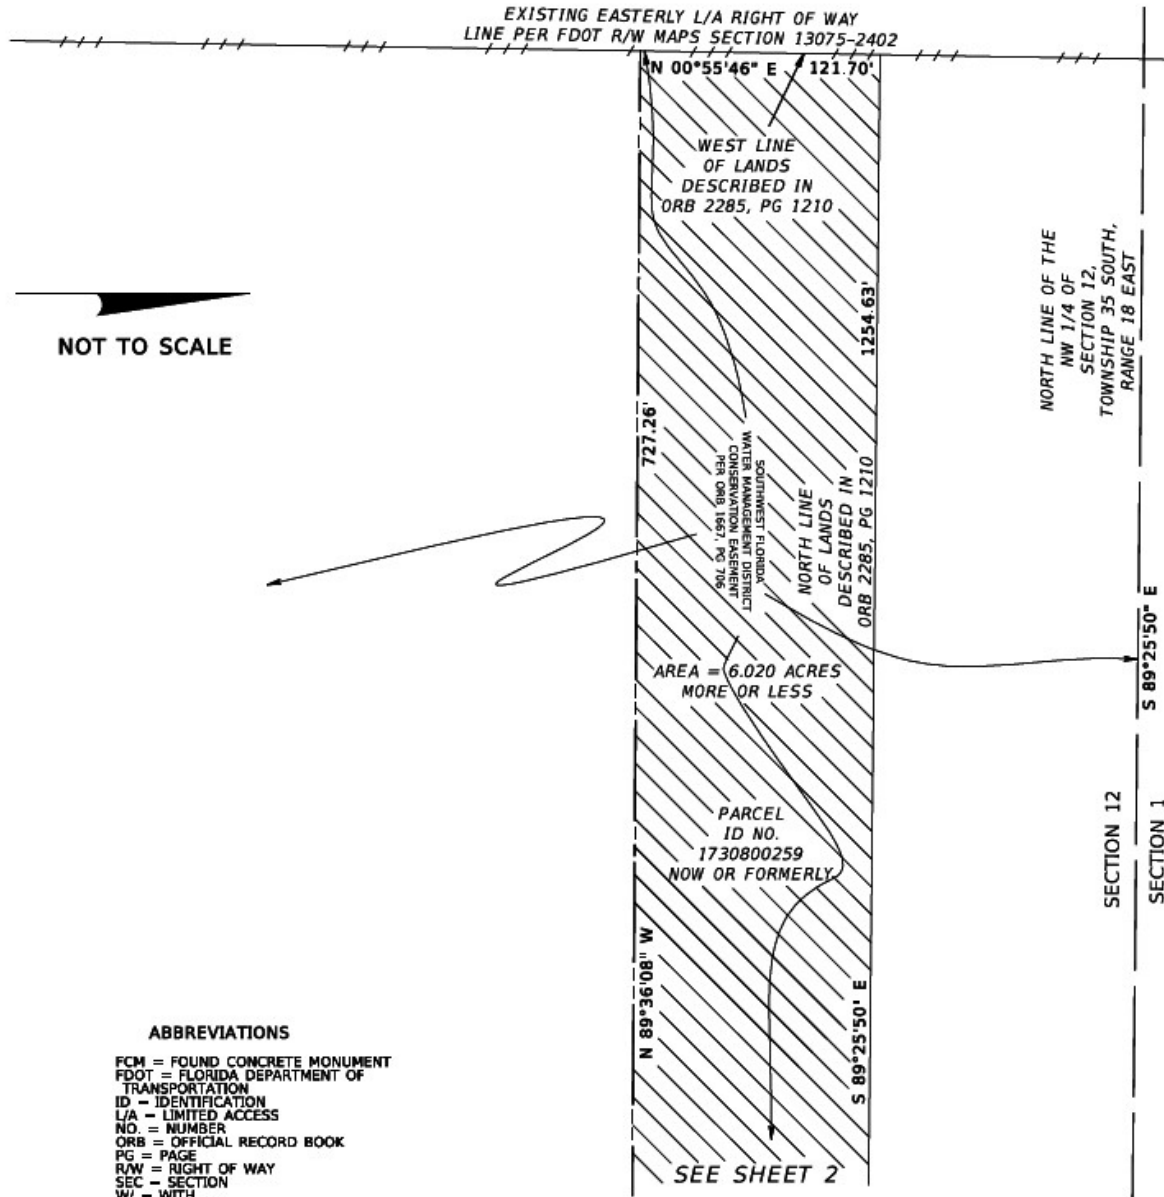 EXISTING EASTERLY L/A RIGHT OF WAY
LINE PER FDOT R/W MAPS SECTION 13075-2402
N 00°55'46" E
121.70'
WEST LINE
OF LANDS
DESCRIBED IN
ORB 2285, PG 1210
NORTH LINE OF THE
NW 1/4 OF
SECTION 12,
TOWNSHIP 35 SOUTH,
RANGE 18 EAST
NOT TO SCALE
1254.63'
727.26'
SOUTHWEST FLORIDA
WATER MANAGEMENT DISTRICT
CONSERVATION EASEMENT
PER ORB 1667, PG 706
NORTH LINE
OF LANDS
DESCRIBED IN
ORB 2285, PG 1210
S 89°25'50" E
AREA = 6.020 ACRES
MORE OR LESS
PARCEL
ID NO.
1730800259
NOW OR FORMERLY
SECTION 12
SECTION 1
N 89°36'08" W
S 89°25'50" E
ABBREVIATIONS
FCM = FOUND CONCRETE MONUMENT
FDOT = FLORIDA DEPARTMENT OF
TRANSPORTATION
ID = IDENTIFICATION
L/A = LIMITED ACCESS
NO. = NUMBER
ORB = OFFICIAL RECORD BOOK
PG = PAGE
R/W = RIGHT OF WAY
SEC = SECTION
W/ = WITH
SEE SHEET 2